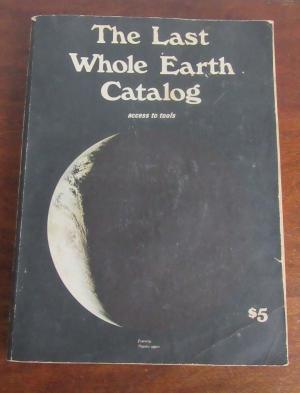 The Last
Whole Earth
Catalog
access to tools
$5